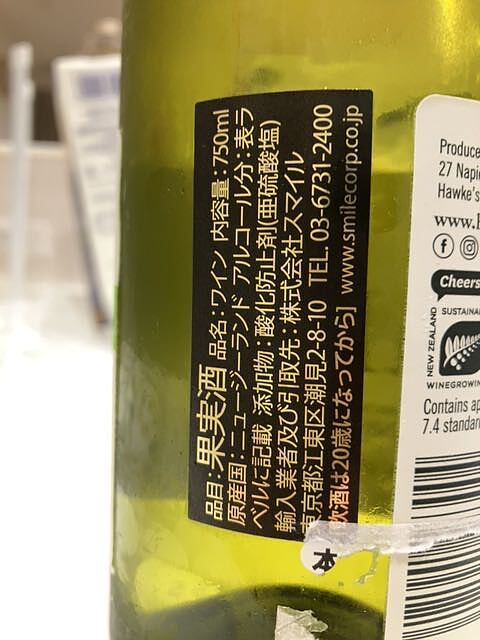 品目：果実酒 品名：ワイン 内容量：750ml
原産国：ニュージーランド アルコール分：表ラ
ベルに記載 添加物：酸化防止剤(亜硫酸塩)
輸入業者及び引取先：株式会社スマイル
東京都江東区潮見2-8-10 TEL. 03-6731-2400
飲酒は20歳になってから」 www.smilecorp.co.jp
本
Produce
27 Napi
Hawke's
www.
Cheers
SUSTAINA
NEW ZEALAND
WINEGROWIN
Contains ap
7.4 standar